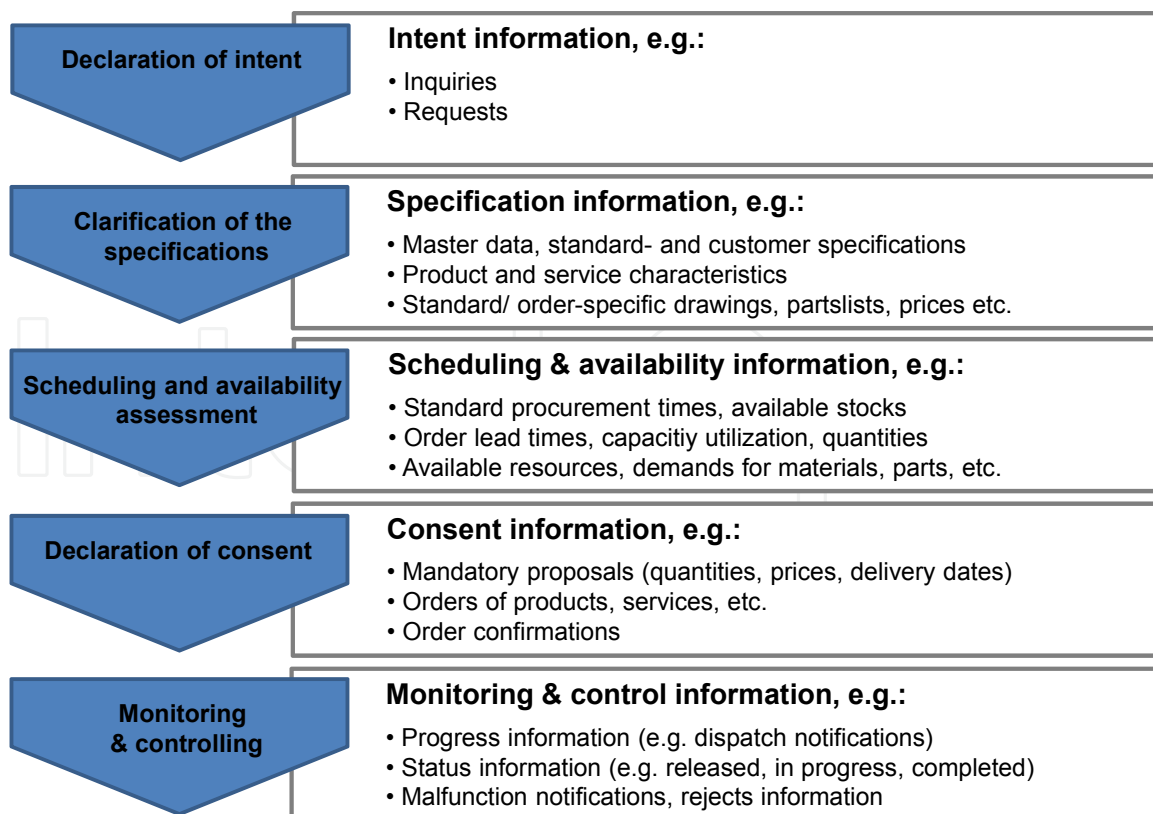 Declaration of intent
Intent information, e.g.:
• Inquiries
• Requests
Clarification of the
specifications
Specification information, e.g.:
• Master data, standard- and customer specifications
• Product and service characteristics
• Standard/ order-specific drawings, partslists, prices etc.
Scheduling and availability
assessment
Scheduling & availability information, e.g.:
• Standard procurement times, available stocks
• Order lead times, capacitiy utilization, quantities
• Available resources, demands for materials, parts, etc.
Declaration of consent
Consent information, e.g.:
• Mandatory proposals (quantities, prices, delivery dates)
• Orders of products, services, etc.
• Order confirmations
Monitoring
& controlling
Monitoring & control information, e.g.:
• Progress information (e.g. dispatch notifications)
• Status information (e.g. released, in progress, completed)
• Malfunction notifications, rejects information